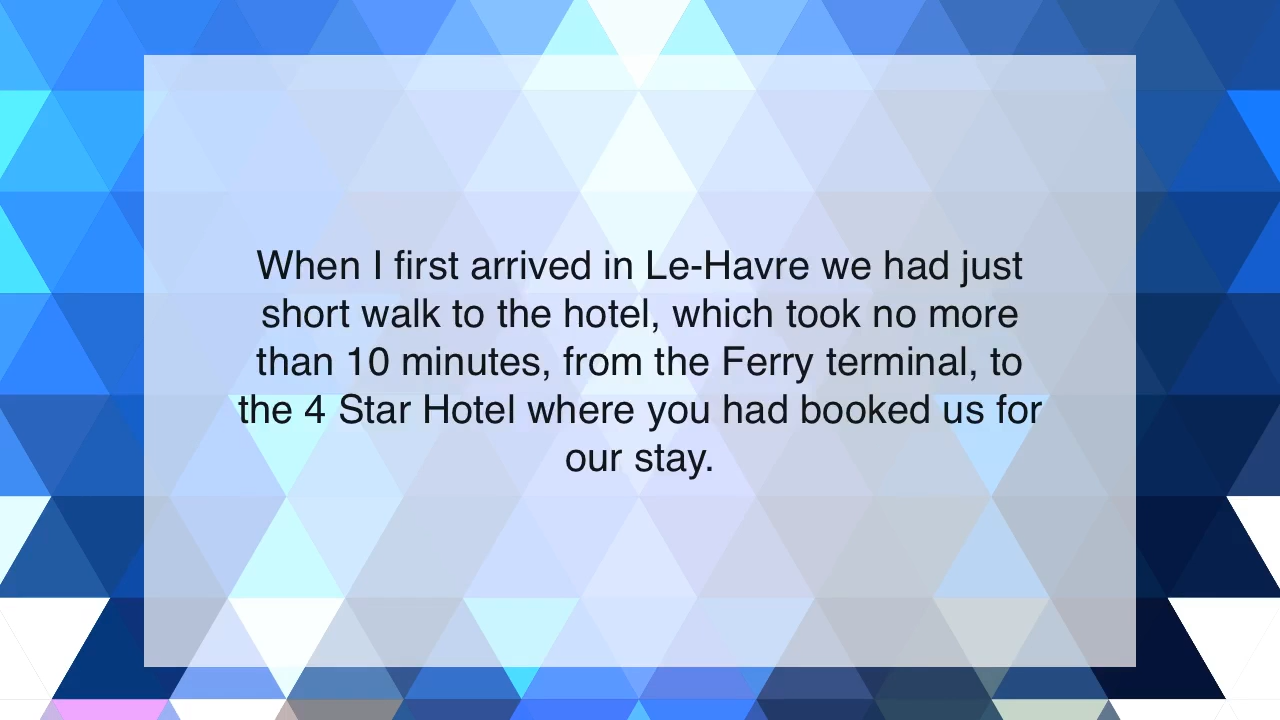 When I first arrived in Le-Havre we had just
short walk to the hotel, which took no more
than 10 minutes, from the Ferry terminal, to
the 4 Star Hotel where you had booked us for
our stay.